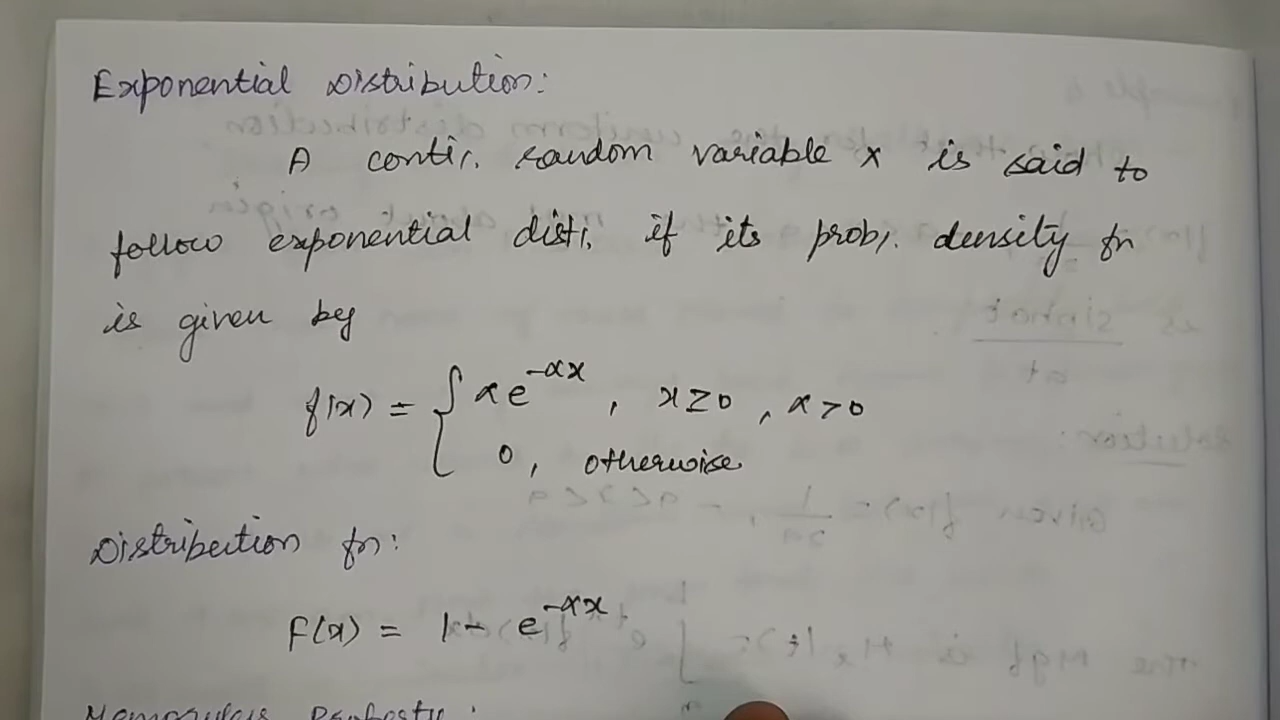 Exponential Distribution:
A conti. random variable x is said to
follow exponential disti. if its prob. density fn
is given by
f(x) = { αe^{-αx}, x≥0, α>0
0, otherwise
Distribution fn:
F(x) = 1 - e^{-αx}